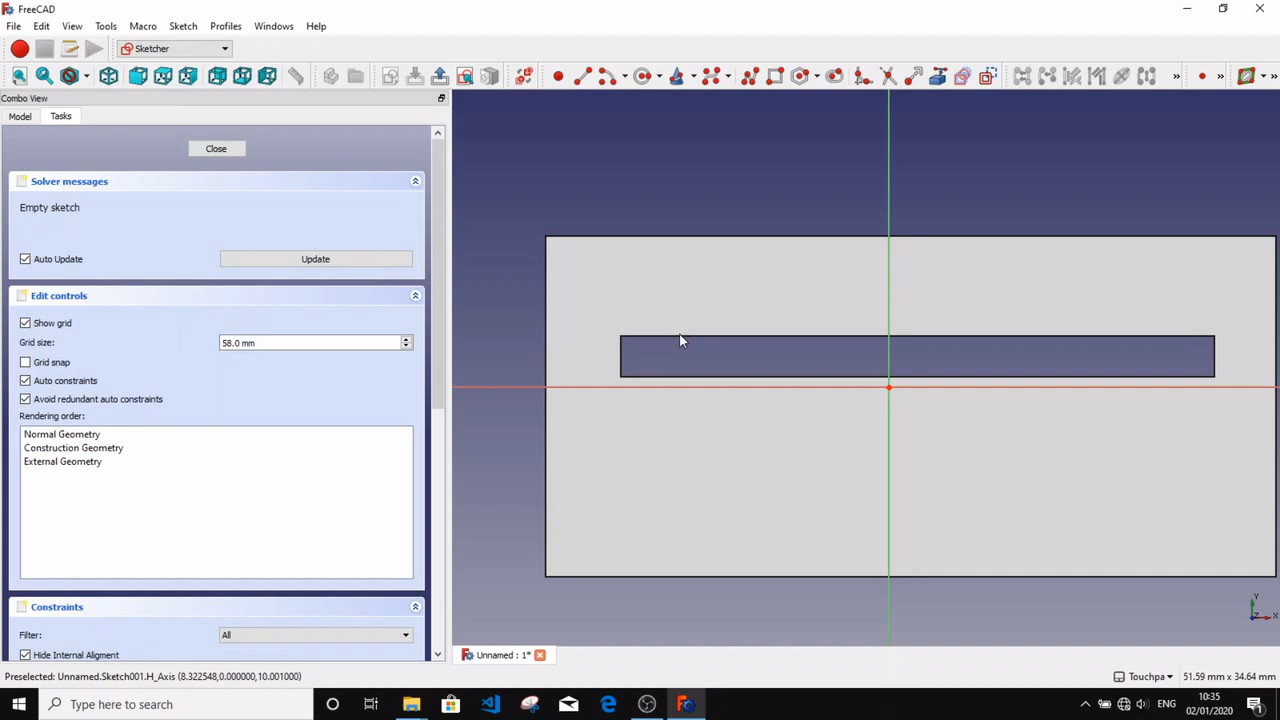 FreeCAD
File Edit View Tools Macro Sketch Profiles Windows Help
Sketcher
» » »
Combo View
Model Tasks
Close
Solver messages
Empty sketch
Auto Update Update
Edit controls
Show grid
Grid size: 58.0 mm
Grid snap
Auto constraints
Avoid redundant auto constraints
Rendering order:
Normal Geometry
Construction Geometry
External Geometry
Constraints
Filter: All
Hide Internal Aligment
Y
Z X
Unnamed : 1*
Preselected: Unnamed.Sketch001.H_Axis (8.322548,0.000000,10.001000) Touchpa 51.59 mm x 34.64 mm
Type here to search
ENG
10:35
02/01/2020